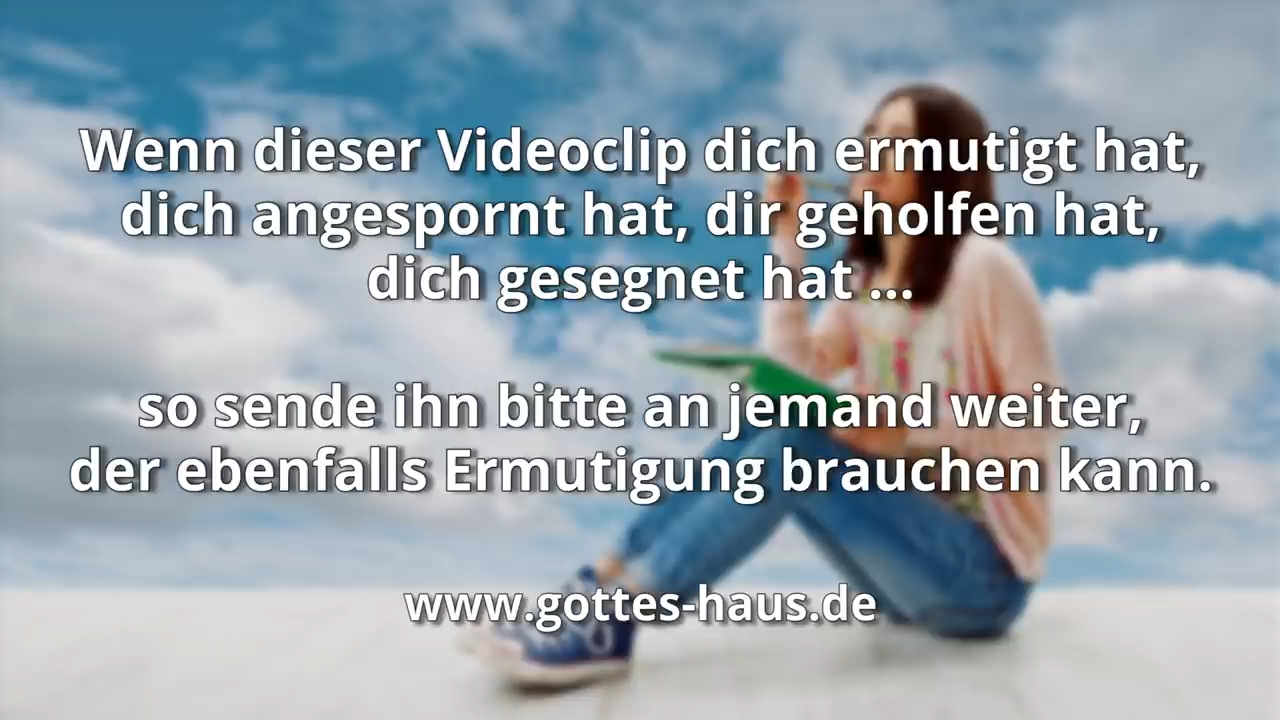 Wenn dieser Videoclip dich ermutigt hat,
dich angespornt hat, dir geholfen hat,
dich gesegnet hat ...
so sende ihn bitte an jemand weiter,
der ebenfalls Ermutigung brauchen kann.
www.gottes-haus.de